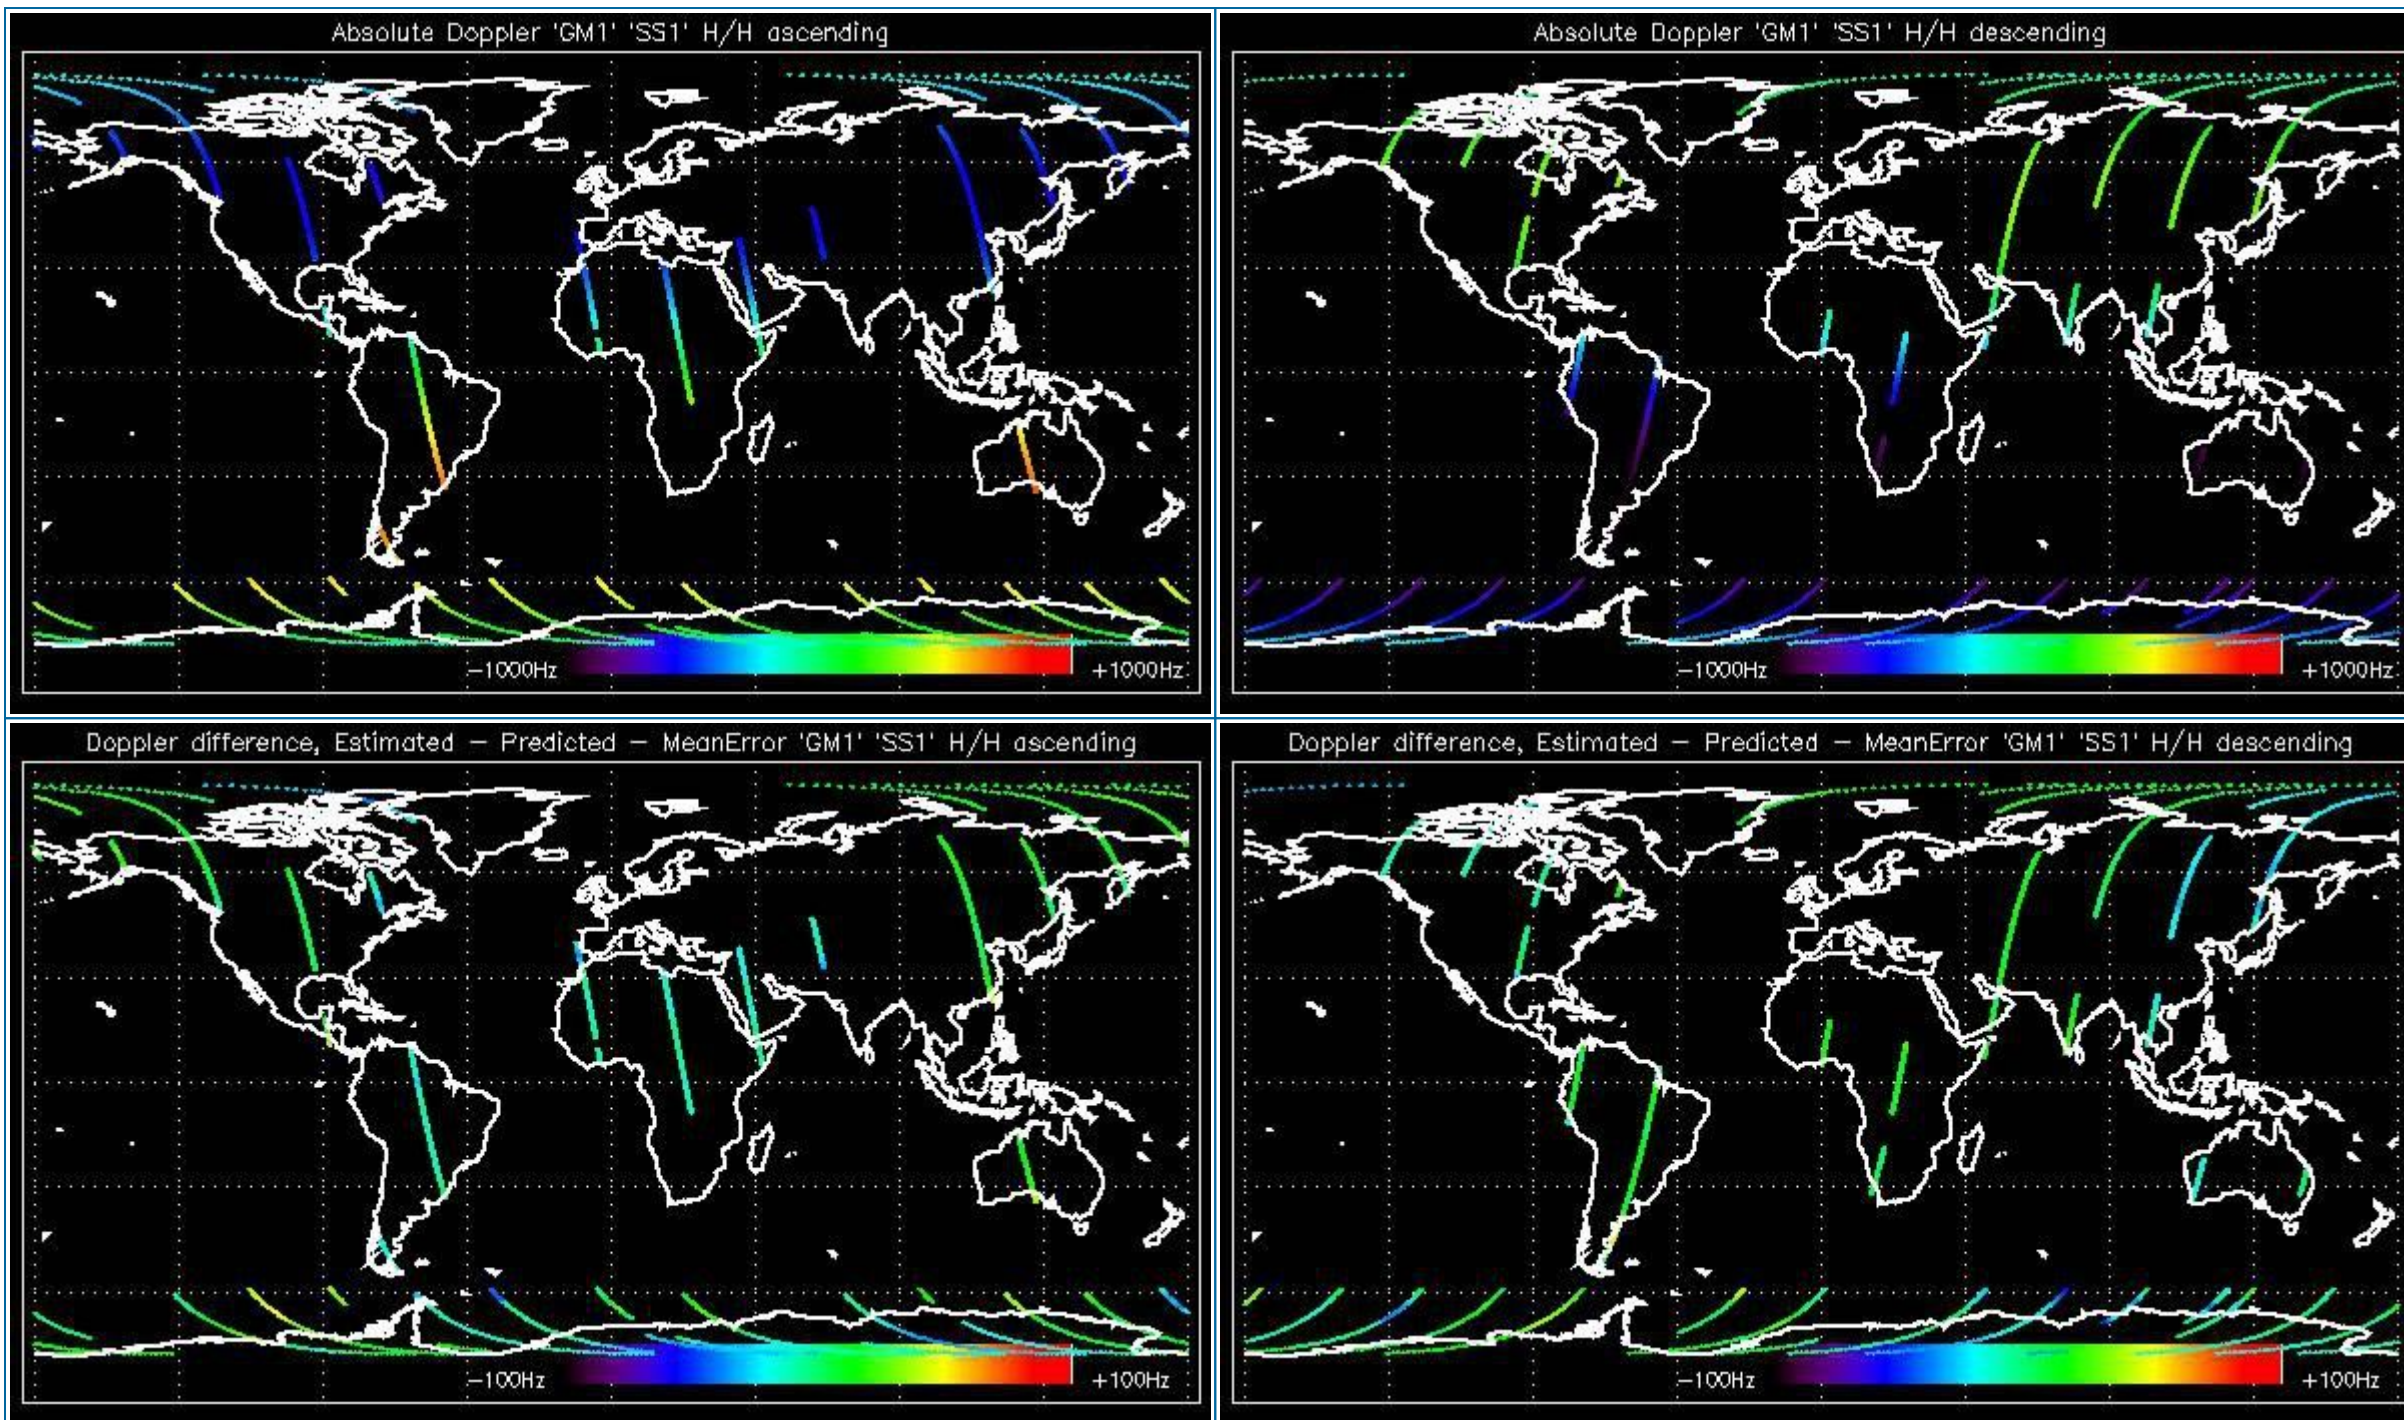 Absolute Doppler 'GM1' 'SS1' H/H ascending
-1000Hz
+1000Hz
Absolute Doppler 'GM1' 'SS1' H/H descending
-1000Hz
+1000Hz
Doppler difference, Estimated - Predicted - MeanError 'GM1' 'SS1' H/H ascending
-100Hz
+100Hz
Doppler difference, Estimated - Predicted - MeanError 'GM1' 'SS1' H/H descending
-100Hz
+100Hz